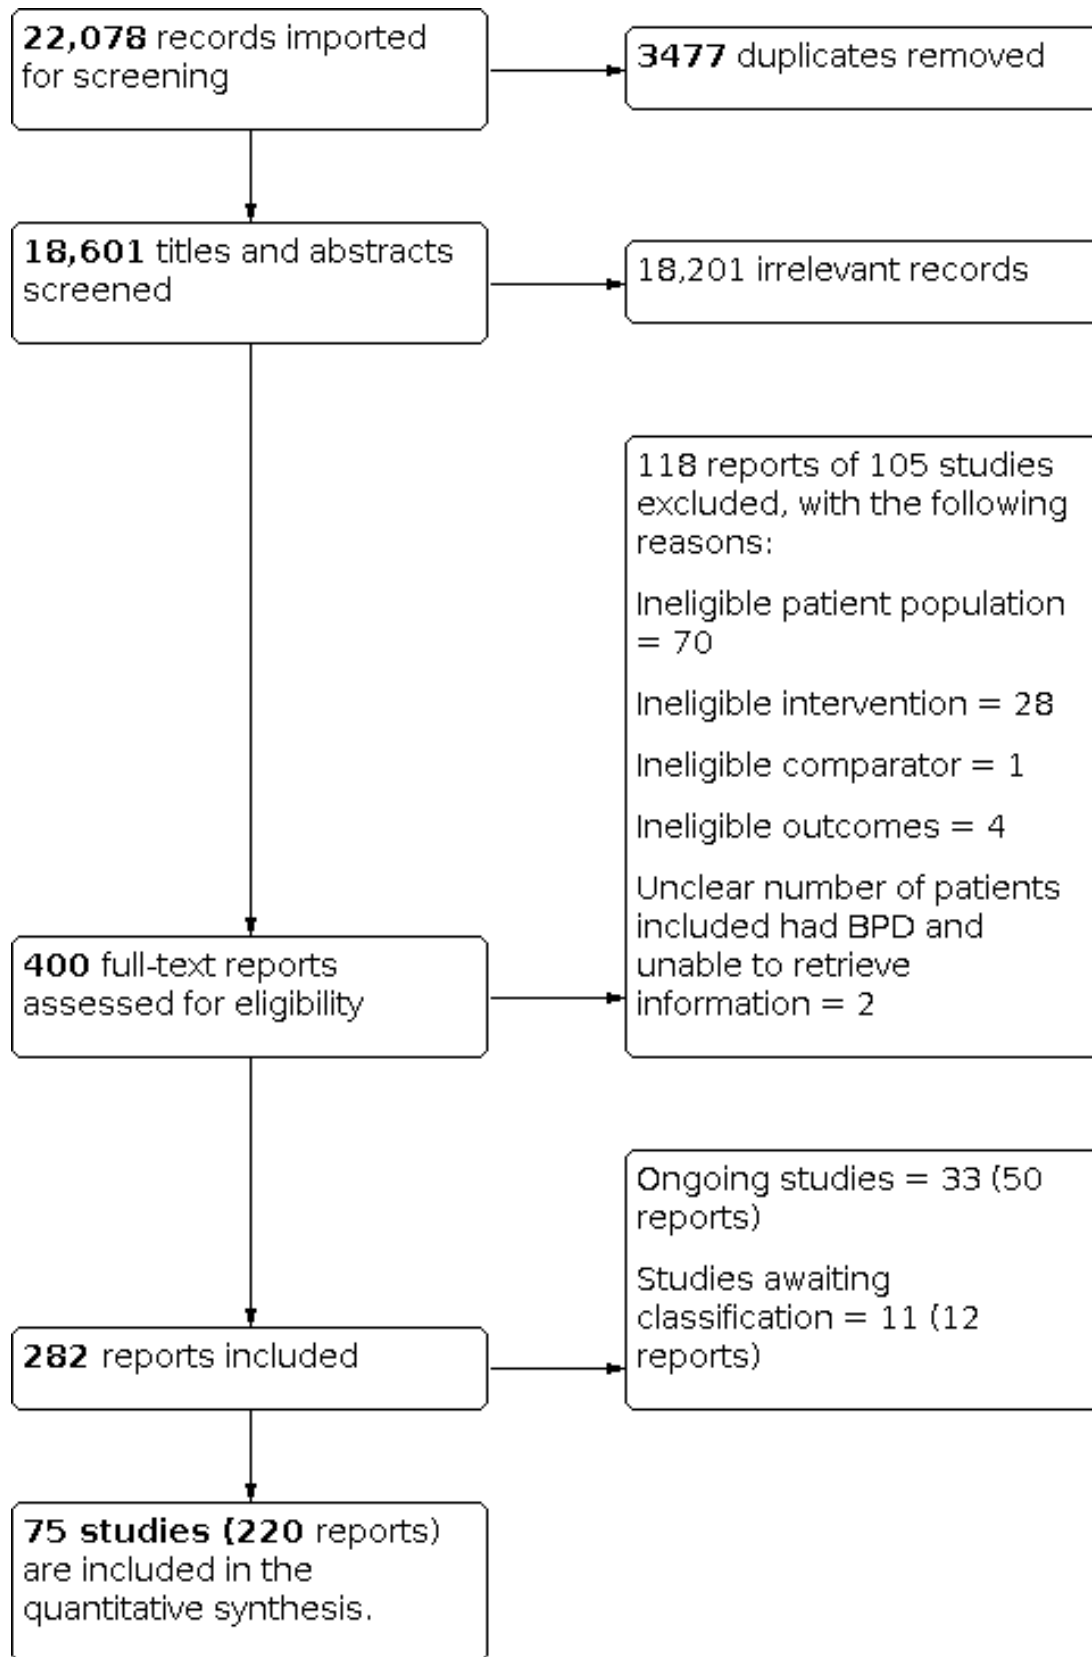 22,078 records imported
for screening
3477 duplicates removed
18,601 titles and abstracts
screened
18,201 irrelevant records
118 reports of 105 studies
excluded, with the following
reasons:
Ineligible patient population
= 70
Ineligible intervention = 28
Ineligible comparator = 1
Ineligible outcomes = 4
Unclear number of patients
included had BPD and
unable to retrieve
information = 2
400 full-text reports
assessed for eligibility
Ongoing studies = 33 (50
reports)
Studies awaiting
classification = 11 (12
reports)
282 reports included
75 studies (220 reports)
are included in the
quantitative synthesis.